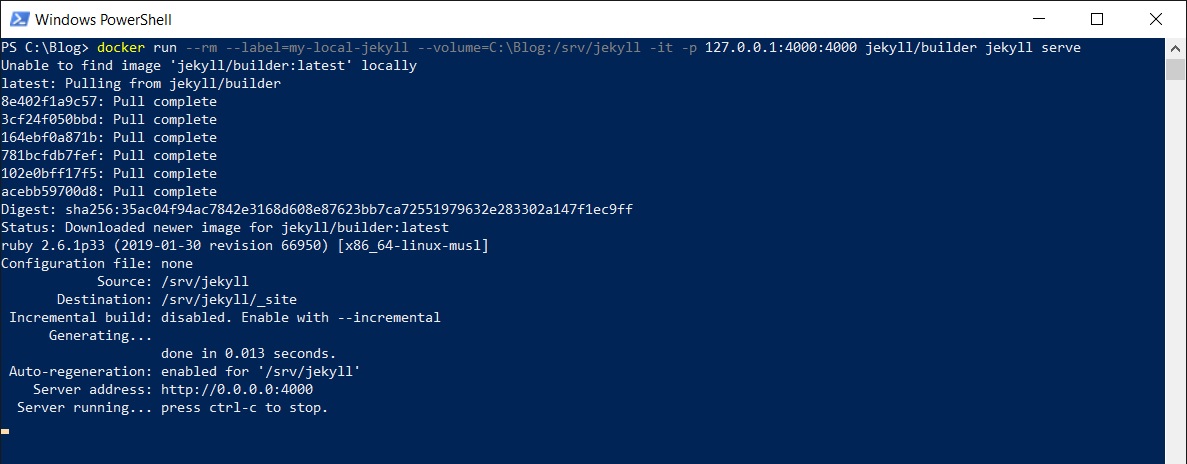 Windows PowerShell
PS C:\Blog> docker run --rm --label=my-local-jekyll --volume=C:\Blog:/srv/jekyll -it -p 127.0.0.1:4000:4000 jekyll/builder jekyll serve
Unable to find image 'jekyll/builder:latest' locally
latest: Pulling from jekyll/builder
8e402f1a9c57: Pull complete
3cf24f050bbd: Pull complete
164ebf0a871b: Pull complete
781bcfdb7fef: Pull complete
102e0bff17f5: Pull complete
acebb59700d8: Pull complete
Digest: sha256:35ac04f94ac7842e3168d608e87623bb7ca72551979632e283302a147f1ec9ff
Status: Downloaded newer image for jekyll/builder:latest
ruby 2.6.1p33 (2019-01-30 revision 66950) [x86_64-linux-musl]
Configuration file: none
Source: /srv/jekyll
Destination: /srv/jekyll/_site
Incremental build: disabled. Enable with --incremental
Generating...
done in 0.013 seconds.
Auto-regeneration: enabled for '/srv/jekyll'
Server address: http://0.0.0.0:4000
Server running... press ctrl-c to stop.